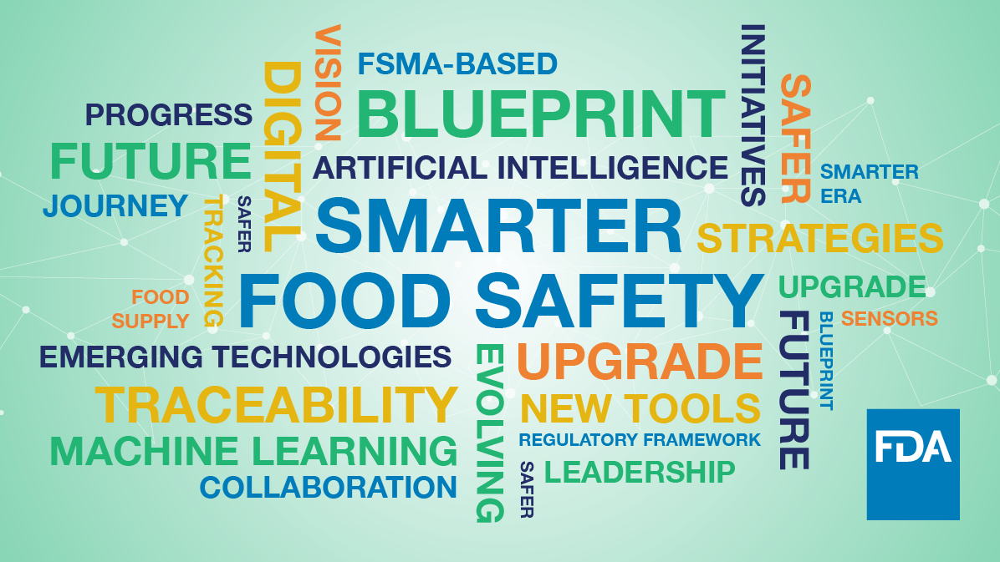 VISION
FSMA-BASED
INITIATIVES
DIGITAL
SAFER
BLUEPRINT
PROGRESS
FUTURE
ARTIFICIAL INTELLIGENCE
SMARTER
ERA
JOURNEY
TRACKING
SAFER
SMARTER
STRATEGIES
FOOD SAFETY
UPGRADE
FOOD
SUPPLY
FUTURE
BLUEPRINT
SENSORS
EMERGING TECHNOLOGIES
EVOLVING
UPGRADE
TRACEABILITY
NEW TOOLS
MACHINE LEARNING
REGULATORY FRAMEWORK
SAFER
LEADERSHIP
COLLABORATION
FDA